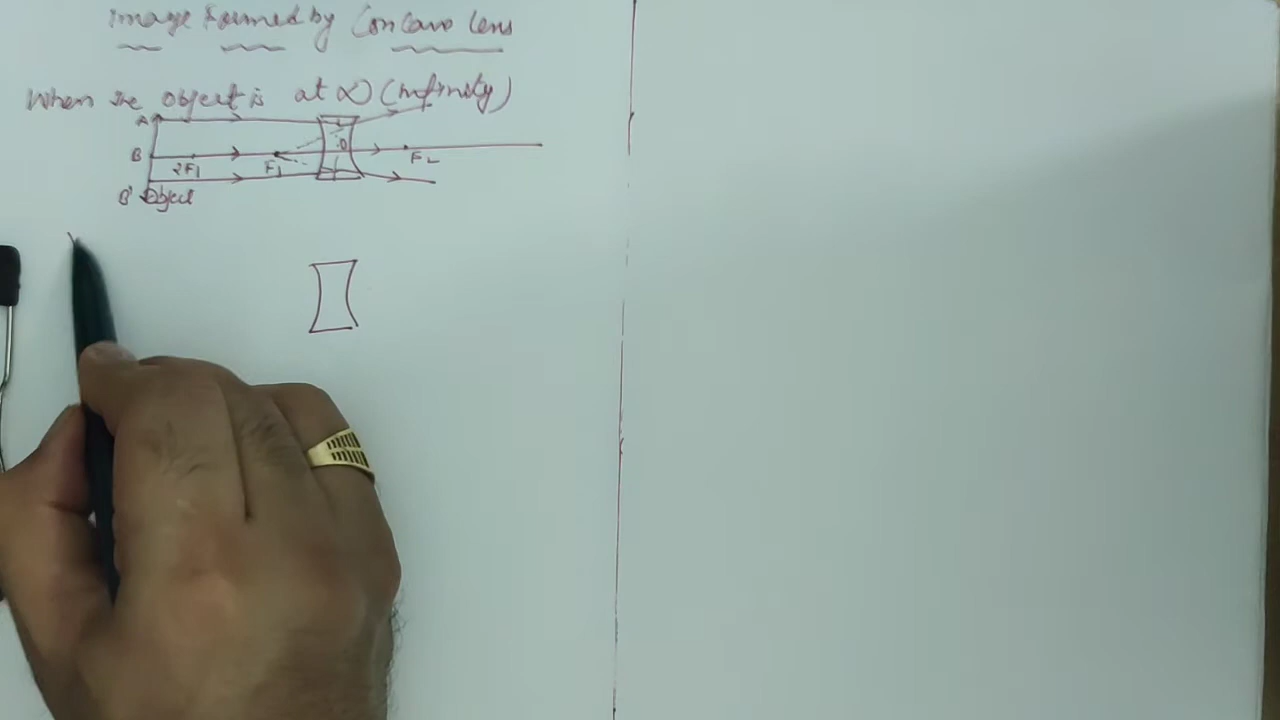 Image Formed by Concave Lens
When the object is at ∞ (infinity)
A
B 2F1 F1 O F2
B' Object